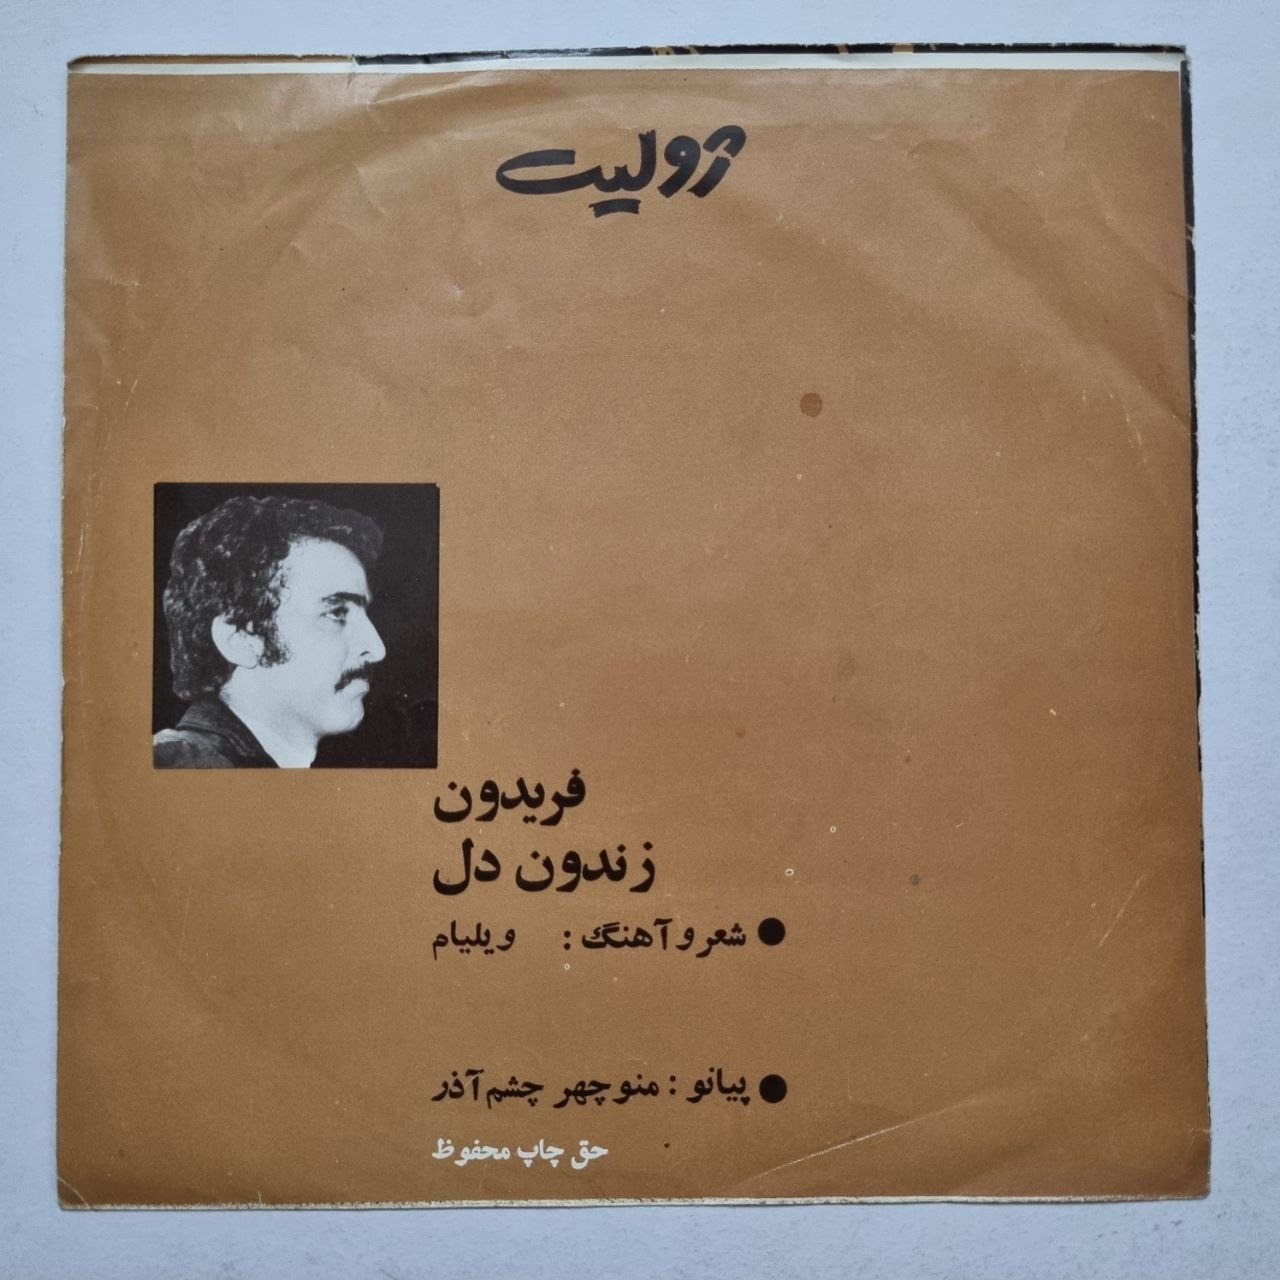 ژولیت
فریدون
زندون دل
● شعر و آهنگ : ویلیام
● پیانو : منوچهر چشم آذر
حق چاپ محفوظ